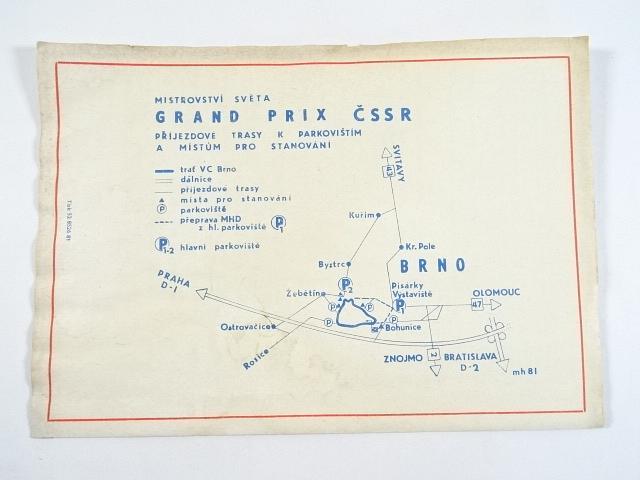 MISTROVSTVÍ SVĚTA
GRAND PRIX ČSSR
PŘÍJEZDOVÉ TRASY K PARKOVIŠTÍM
A MÍSTŮM PRO STANOVÁNÍ
trať VC Brno
dálnice
příjezdové trasy
místa pro stanování
P parkoviště
přeprava MHD
z hl. parkoviště P1
P1-2 hlavní parkoviště
SVITAVY
43
Kuřim
Kr. Pole
BRNO
Bystrc
P2
Pisárky
Výstaviště
P1
PRAHA
D-1
Žebětín
P
P
P
OLOMOUC
47
Ostrovačice
Bohunice
Rosice
ZNOJMO
2
BRATISLAVA
D-2
mh 81